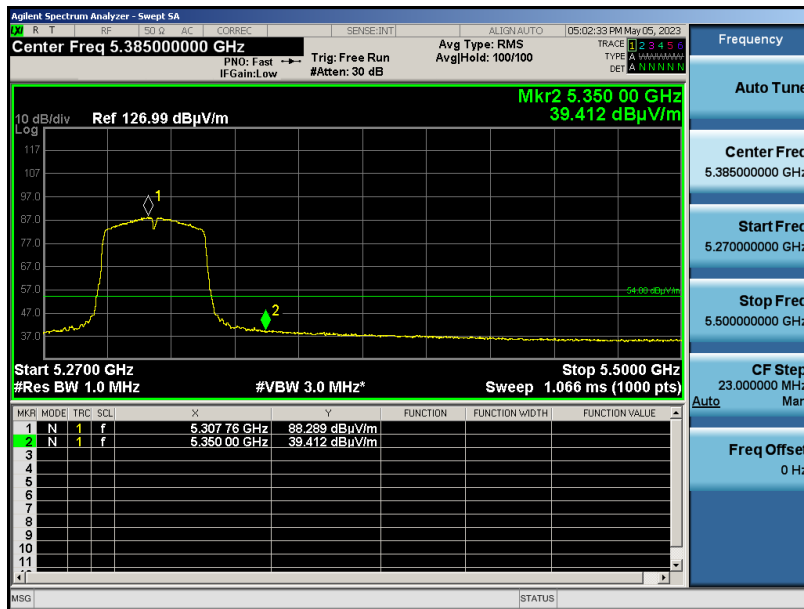 Agilent Spectrum Analyzer - Swept SA
LXI R T RF 50 Ω AC CORREC SENSE:INT ALIGN AUTO 05:02:33 PM May 05, 2023
Center Freq 5.385000000 GHz
PNO: Fast
IFGain:Low
Trig: Free Run
#Atten: 30 dB
Avg Type: RMS
Avg|Hold: 100/100
TRACE 1 2 3 4 5 6
TYPE A WWWWW
DET A N N N N N
Mkr2 5.350 00 GHz
39.412 dBµV/m
10 dB/div Ref 126.99 dBµV/m
Log
117
107
97.0
87.0
77.0
67.0
57.0
47.0
37.0
1
2
54.00 dBµV/m
Start 5.2700 GHz Stop 5.5000 GHz
#Res BW 1.0 MHz #VBW 3.0 MHz* Sweep 1.066 ms (1000 pts)
MKR MODE TRC SCL X Y FUNCTION FUNCTION WIDTH FUNCTION VALUE
1 N 1 f 5.307 76 GHz 88.289 dBµV/m
2 N 1 f 5.350 00 GHz 39.412 dBµV/m
3
4
5
6
7
8
9
10
11
MSG STATUS
Frequency
Auto Tune
Center Freq
5.385000000 GHz
Start Freq
5.270000000 GHz
Stop Freq
5.500000000 GHz
CF Step
23.000000 MHz
Auto Man
Freq Offset
0 Hz